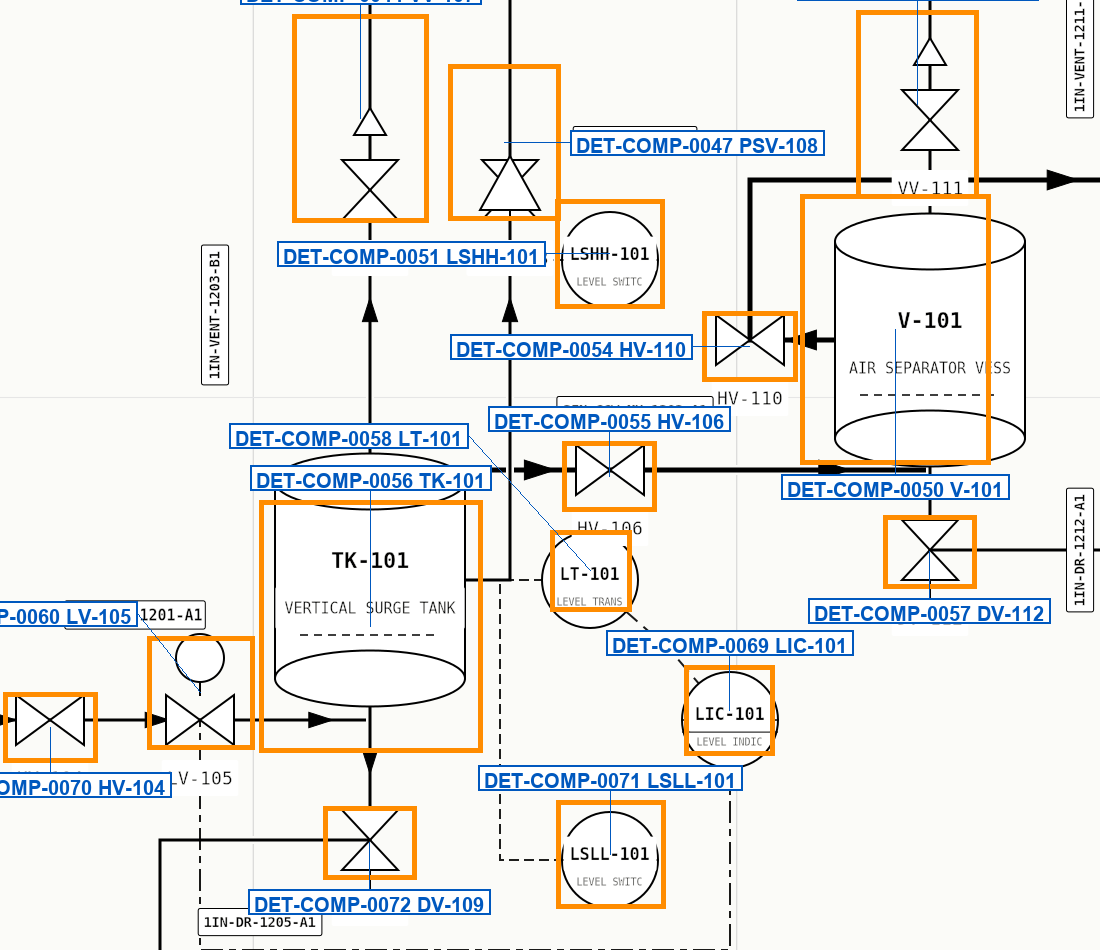 1IN-VENT-1211-
DET-COMP-0047 PSV-108
VV-111
DET-COMP-0051 LSHH-101
LSHH-101
LEVEL SWITC
1IN-VENT-1203-B1
V-101
DET-COMP-0054 HV-110
AIR SEPARATOR VESS
HV-110
DET-COMP-0055 HV-106
DET-COMP-0058 LT-101
DET-COMP-0056 TK-101
DET-COMP-0050 V-101
HV-106
1IN-DR-1212-A1
TK-101
LT-101
LEVEL TRANS
VERTICAL SURGE TANK
P-0060 LV-105
1201-A1
DET-COMP-0057 DV-112
DET-COMP-0069 LIC-101
LIC-101
LEVEL INDIC
LV-105
OMP-0070 HV-104
DET-COMP-0071 LSLL-101
LSLL-101
LEVEL SWITC
DET-COMP-0072 DV-109
1IN-DR-1205-A1